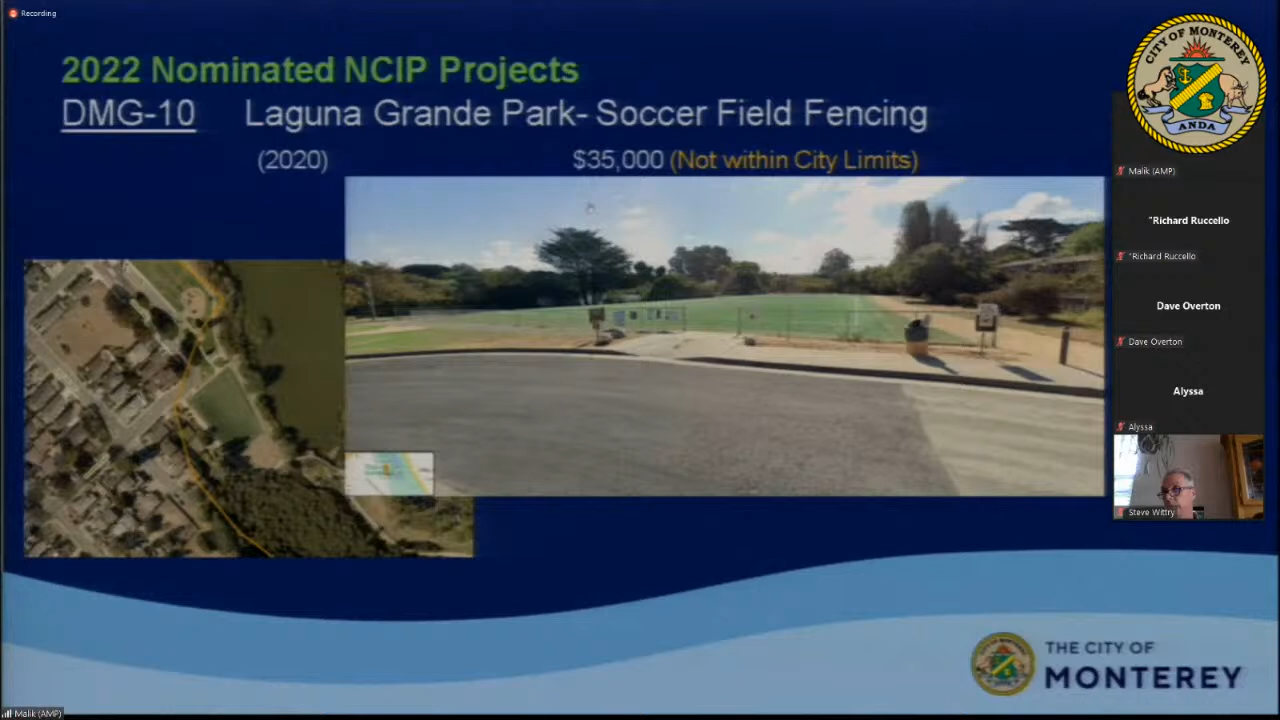 Recording
2022 Nominated NCIP Projects
DMG-10 Laguna Grande Park- Soccer Field Fencing
(2020) $35,000 (Not within City Limits)
CITY OF MONTEREY
ANDA
Malik (AMP)
"Richard Ruccello
"Richard Ruccello
Dave Overton
Dave Overton
Alyssa
Alyssa
Steve Wittry
THE CITY OF
MONTEREY
Malik (AMP)